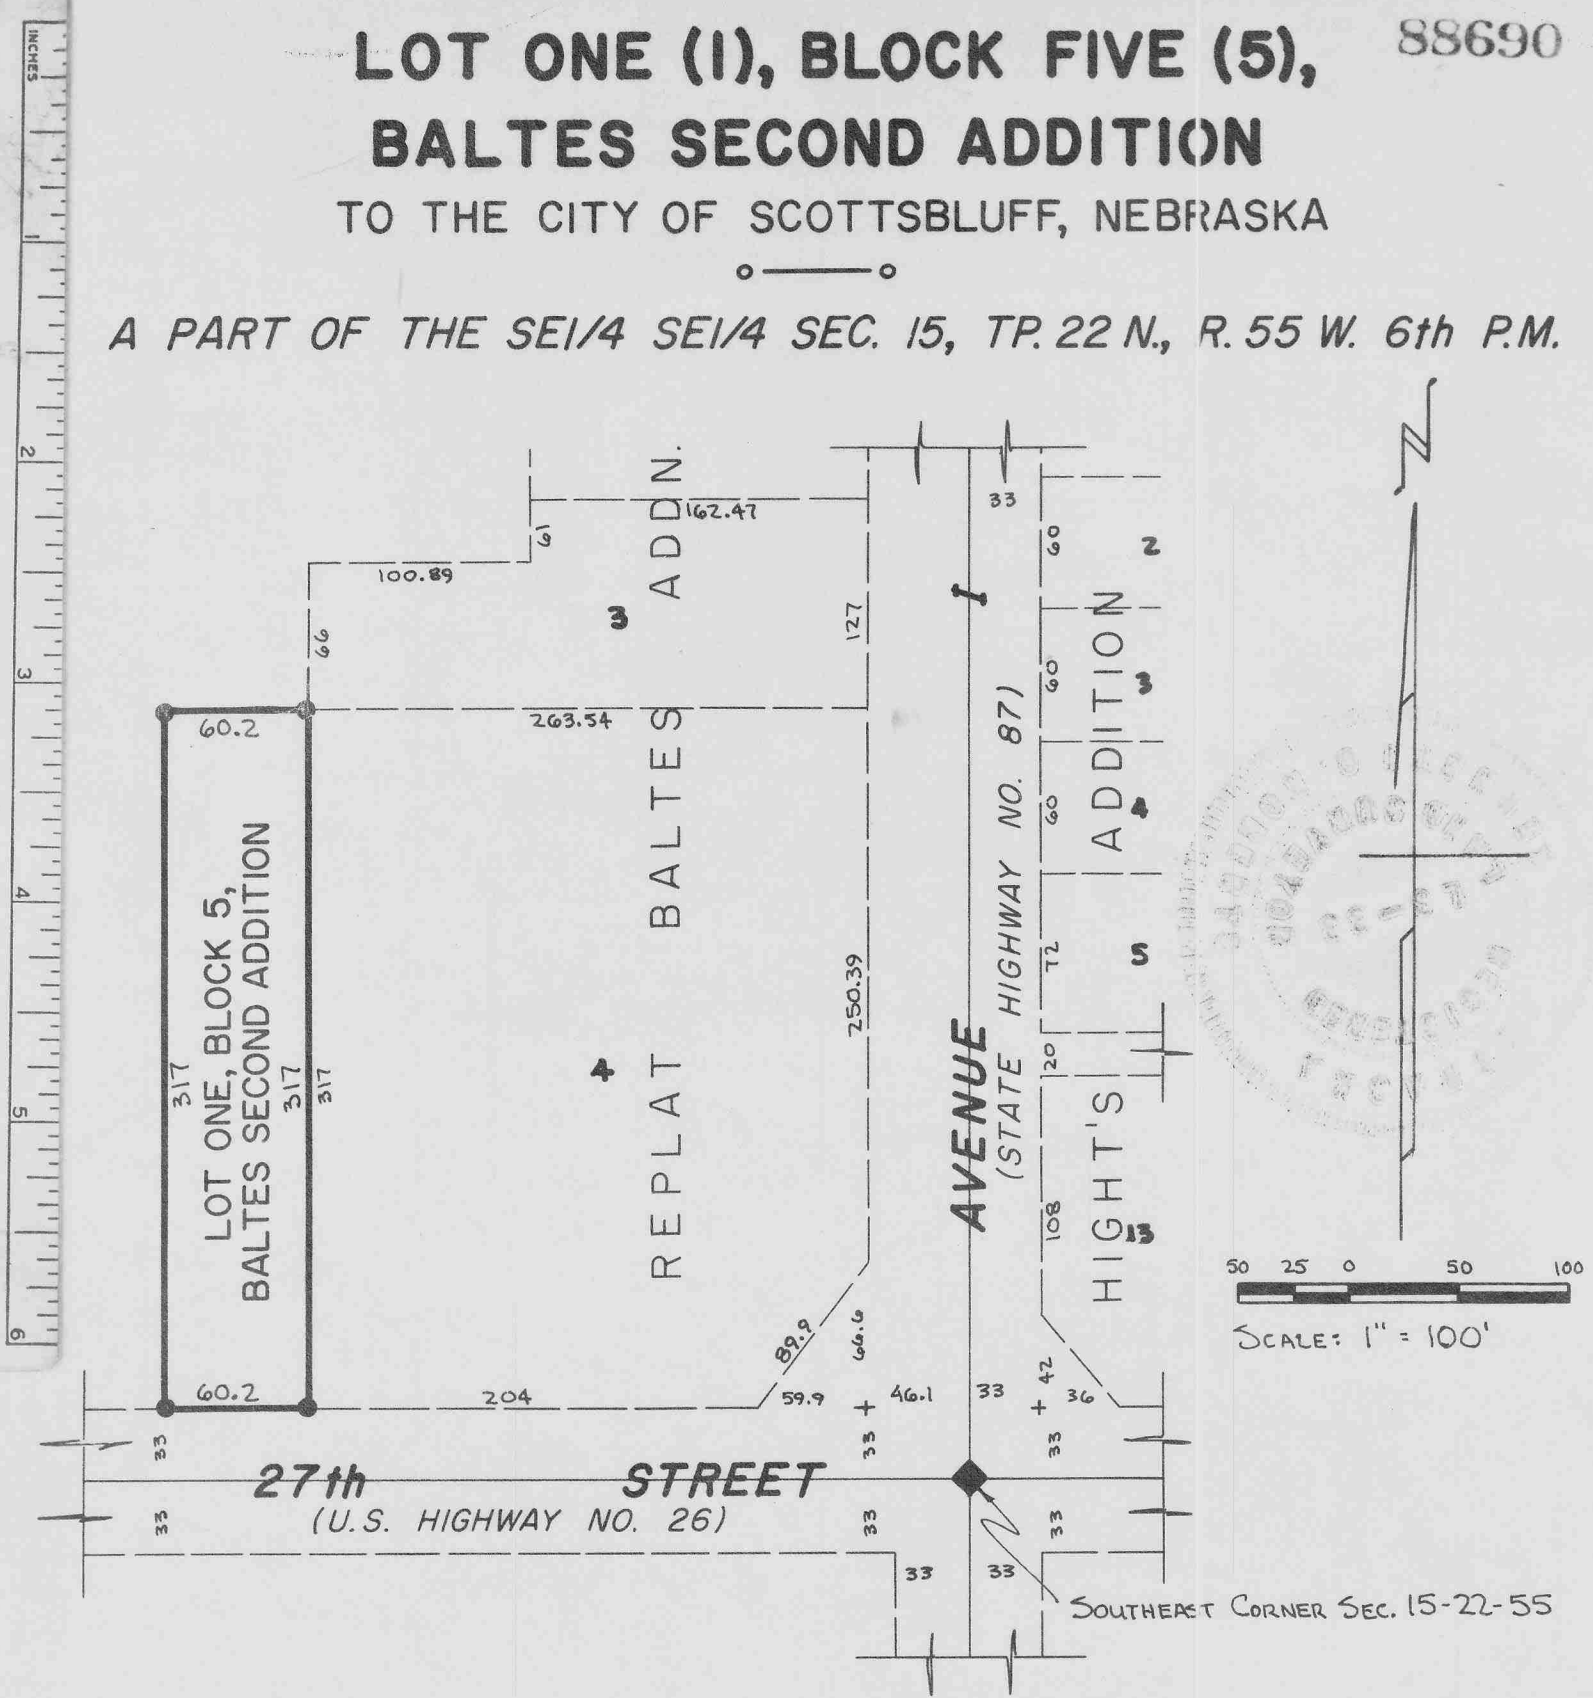 88690
LOT ONE (1), BLOCK FIVE (5),
BALTES SECOND ADDITION
TO THE CITY OF SCOTTSBLUFF, NEBRASKA
A PART OF THE SE1/4 SE1/4 SEC. 15, TP. 22 N., R. 55 W. 6th P.M.
INCHES
1
2
3
4
5
6
N
162.47
61
100.89
66
3
127
60.2
263.54
250.39
4
REPLAT BALTES ADDN.
LOT ONE, BLOCK 5,
BALTES SECOND ADDITION
317
317
317
60.2
204
89.9
66.6
59.9
46.1
33
42
36
33
I
AVENUE
(STATE HIGHWAY NO. 87)
60
2
60
3
60
4
72
5
20
108
13
HIGHT'S ADDITION
50 25 0 50 100
SCALE: 1" = 100'
33
33
33
27th STREET
(U.S. HIGHWAY NO. 26)
33
33
33
33
33
SOUTHEAST CORNER SEC. 15-22-55